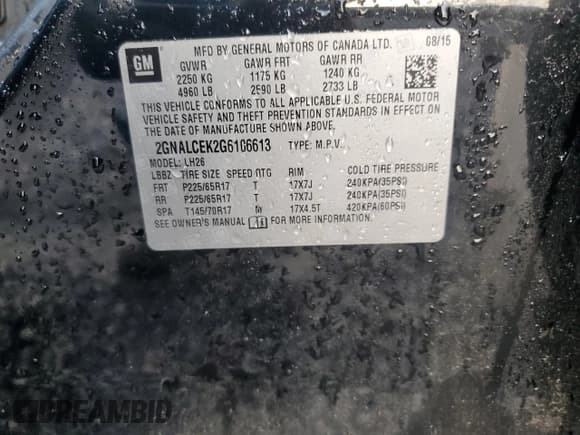 GM
MFD BY GENERAL MOTORS OF CANADA LTD. 08/15
GVWR GAWR FRT GAWR RR
2250 KG 1175 KG 1240 KG
4960 LB 2590 LB 2733 LB
THIS VEHICLE CONFORMS TO ALL APPLICABLE U.S. FEDERAL MOTOR
VEHICLE SAFETY AND THEFT PREVENTION STANDARDS IN EFFECT ON
THE DATE OF MANUFACTURE SHOWN ABOVE.
2GNALCEK2G6106613 TYPE: M.P.V.
MODEL: LH26
LBBZ TIRE SIZE SPEED RTG RIM COLD TIRE PRESSURE
FRT P225/65R17 T 17X7J 240KPA(35PSI)
RR P225/65R17 T 17X7J 240KPA(35PSI)
SPA T145/70R17 M 17X4.5T 420KPA(60PSI)
SEE OWNER'S MANUAL FOR MORE INFORMATION.
DREAMBID